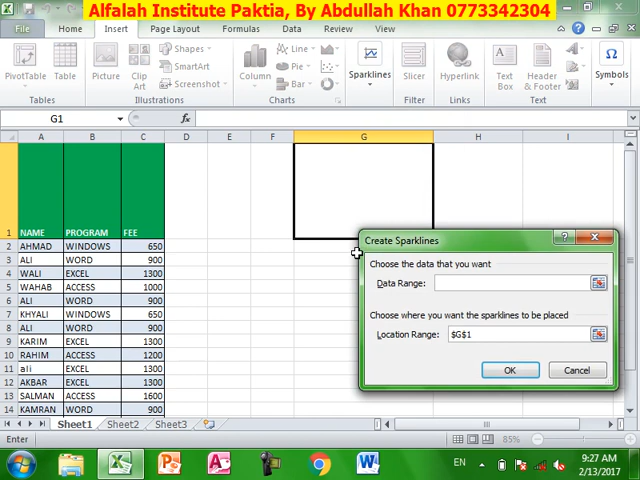 Alfalah Institute Paktia, By Abdullah Khan 0773342304
File Home Insert Page Layout Formulas Data Review View
PivotTable Table Picture Clip Art Shapes SmartArt Screenshot Column Line Pie Bar Sparklines Slicer Hyperlink Text Box Header & Footer Symbols
Tables Illustrations Charts Filter Links Text
G1 fx
A B C D E F G H I
1 NAME PROGRAM FEE
2 AHMAD WINDOWS 650
3 ALI WORD 900
4 WALI EXCEL 1300
5 WAHAB ACCESS 1000
6 ALI WORD 900
7 KHYALI WINDOWS 650
8 ALI WORD 900
9 KARIM EXCEL 1300
10 RAHIM ACCESS 1200
11 ali EXCEL 1300
12 AKBAR EXCEL 1300
13 SALMAN ACCESS 1600
14 KAMRAN WORD 900
Create Sparklines
Choose the data that you want
Data Range:
Choose where you want the sparklines to be placed
Location Range: $G$1
OK Cancel
Sheet1 Sheet2 Sheet3
Enter 85%
EN 9:27 AM
2/13/2017